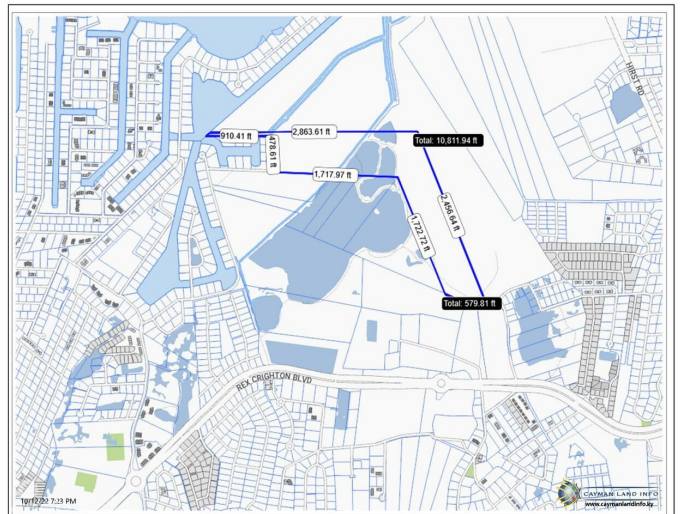 HIRST RD
910.41 ft
2,863.61 ft
Total: 10,811.94 ft
478.61 ft
1,717.97 ft
2,456.64 ft
1,722.72 ft
Total: 579.81 ft
REX CRIGHTON BLVD
10/12/22 7:23 PM
CAYMAN LAND INFO
www.caymanlandinfo.ky